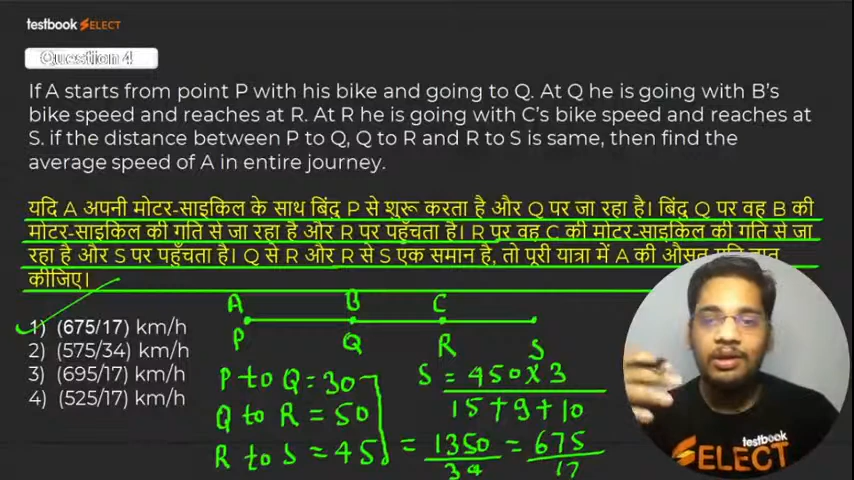 testbook SELECT
Question 4
If A starts from point P with his bike and going to Q. At Q he is going with B's
bike speed and reaches at R. At R he is going with C's bike speed and reaches at
S. if the distance between P to Q, Q to R and R to S is same, then find the
average speed of A in entire journey.
यदि A अपनी मोटर-साइकिल के साथ बिंदु P से शुरू करता है और Q पर जा रहा है। बिंदु Q पर वह B की
मोटर-साइकिल की गति से जा रहा है और R पर पहुँचता है। R पर वह C की मोटर-साइकिल की गति से जा
रहा है और S पर पहुँचता है। Q से R और R से S एक समान है, तो पूरी यात्रा में A की औसत गति ज्ञात
कीजिए।
A B C
P Q R S
1) (675/17) km/h
2) (575/34) km/h
3) (695/17) km/h
4) (525/17) km/h
P to Q = 30
Q to R = 50
R to S = 45
S = 450 x 3
15 + 9 + 10
= 1350 = 675
34 17
testbook
SELECT